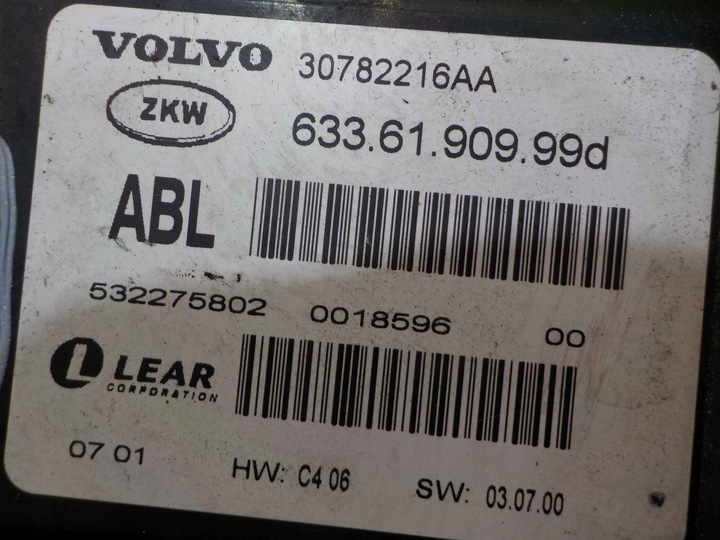 VOLVO 30782216AA
ZKW 633.61.909.99d
ABL
532275802 0018596 00
L LEAR
CORPORATION
07 01 HW: C4 06 SW: 03.07.00